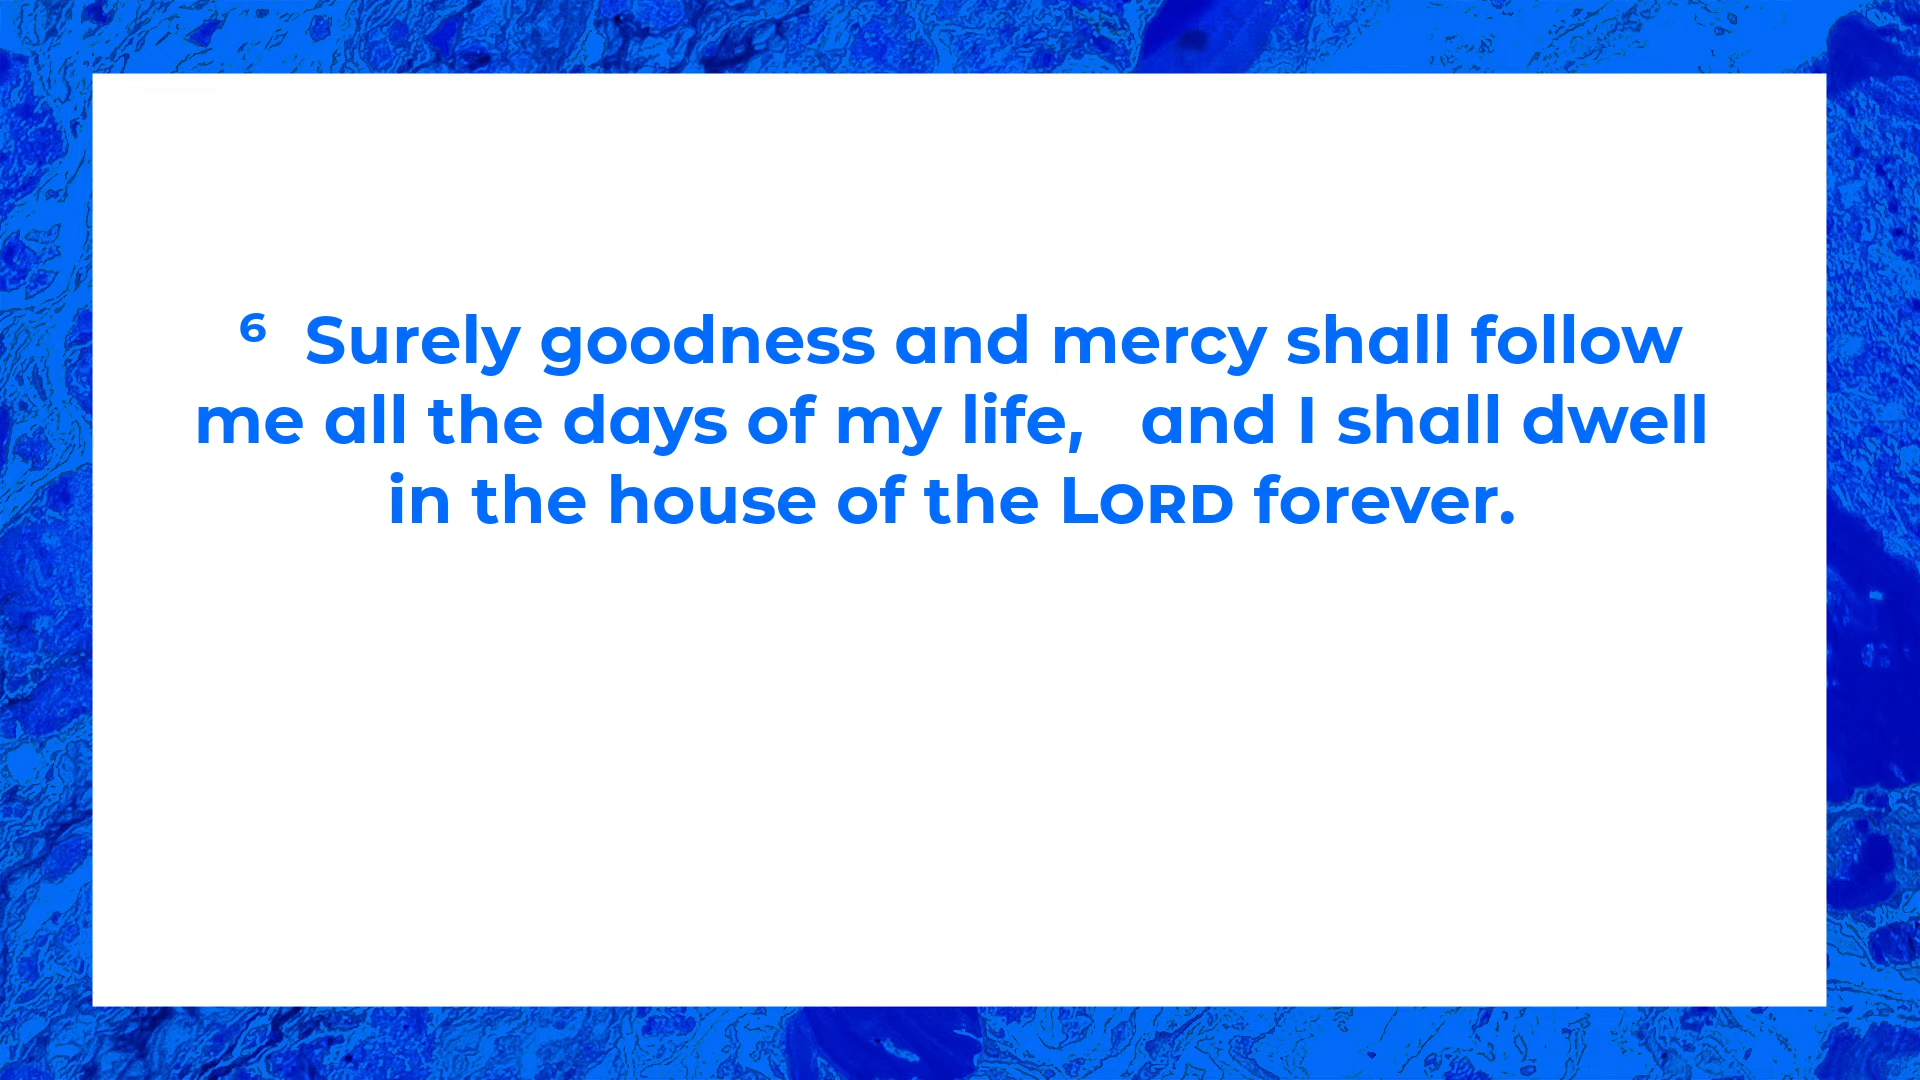 ⁶ Surely goodness and mercy shall follow
me all the days of my life, and I shall dwell
in the house of the Lᴏʀᴅ forever.